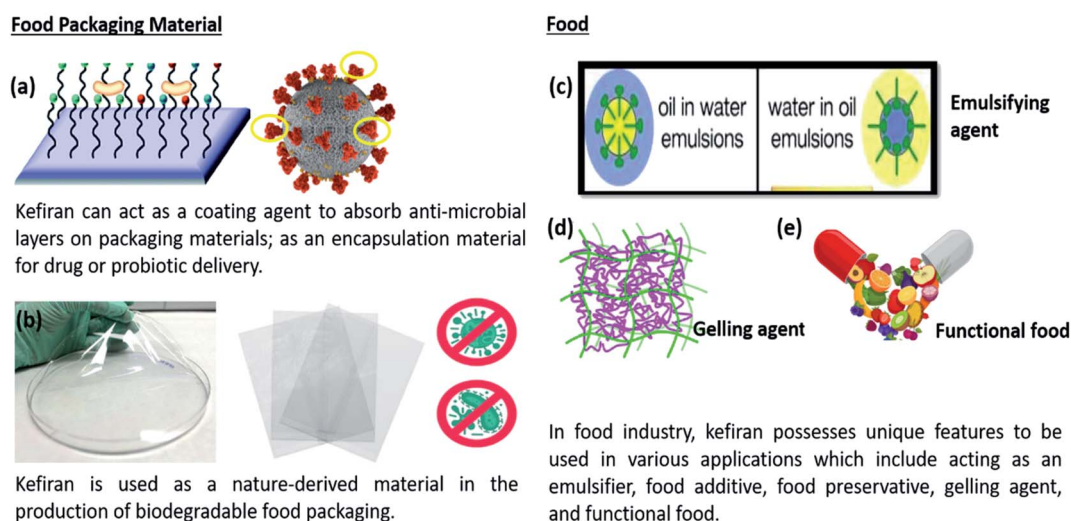 Food Packaging Material
(a)
Kefiran can act as a coating agent to absorb anti-microbial
layers on packaging materials; as an encapsulation material
for drug or probiotic delivery.
(b)
Kefiran is used as a nature-derived material in the
production of biodegradable food packaging.
Food
(c)
oil in water
emulsions
water in oil
emulsions
Emulsifying
agent
(d)
Gelling agent
(e)
Functional food
In food industry, kefiran possesses unique features to be
used in various applications which include acting as an
emulsifier, food additive, food preservative, gelling agent,
and functional food.